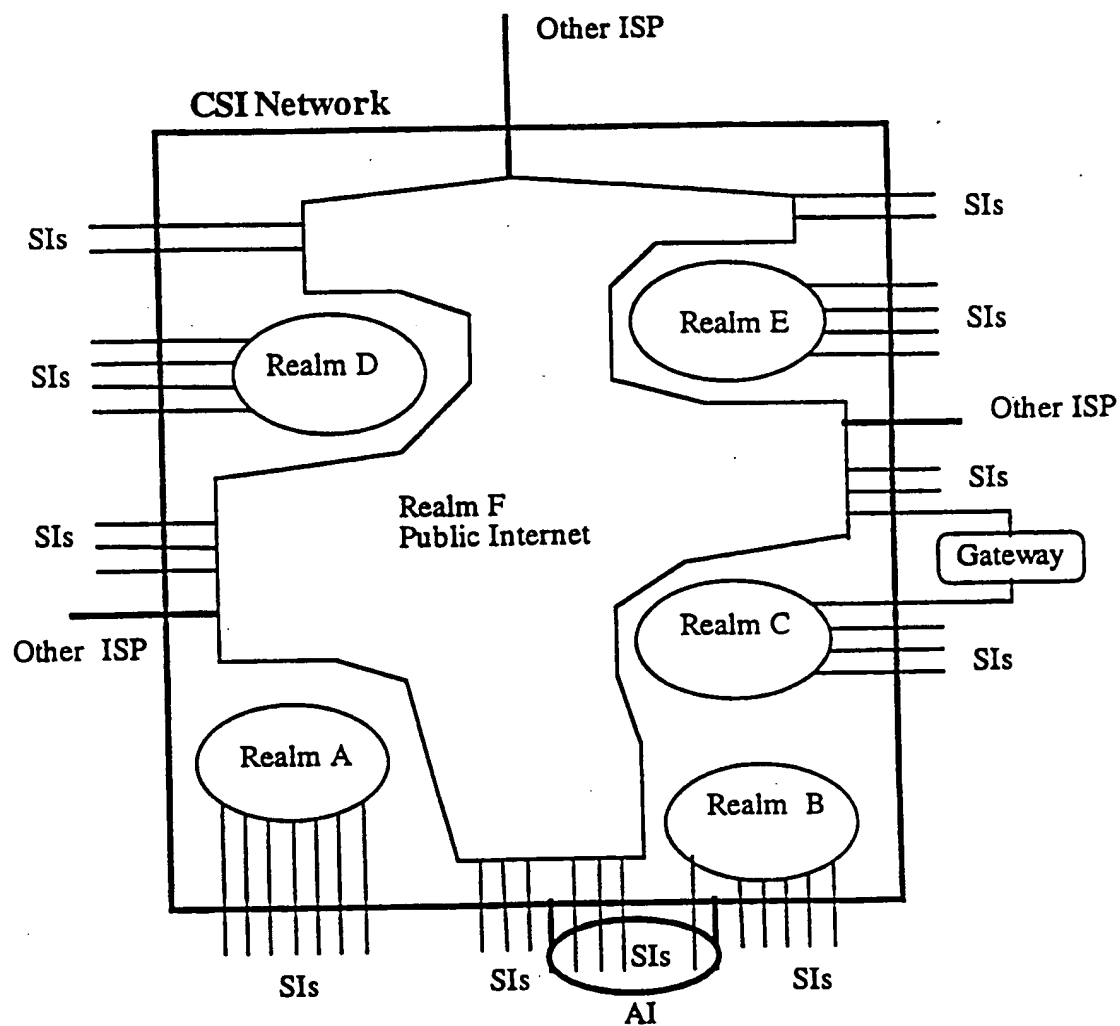 Other ISP
CSI Network
SIs
SIs
Realm E
SIs
Realm D
SIs
Other ISP
SIs
Realm F
Public Internet
SIs
Gateway
Realm C
Other ISP
SIs
Realm A
Realm B
SIs
SIs
SIs
SIs
AI